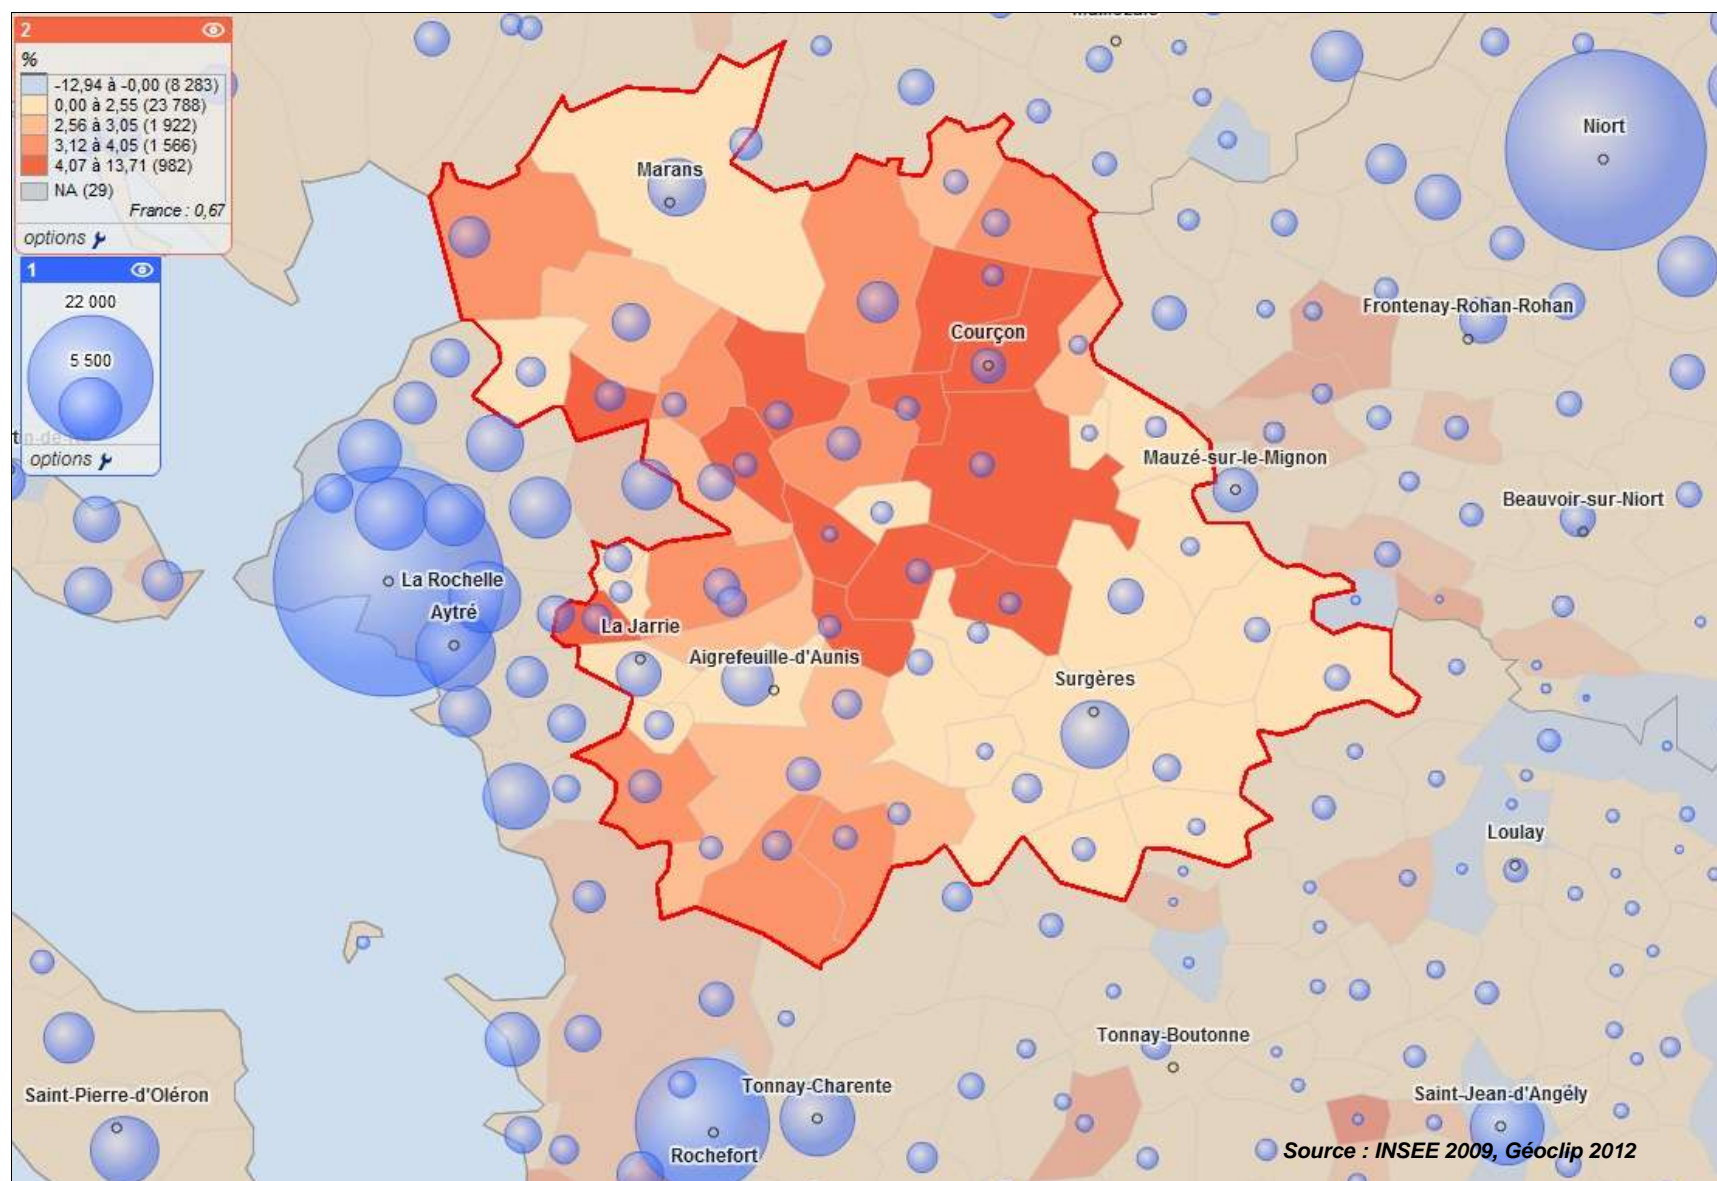 2
%
-12,94 à -0,00 (8 283)
0,00 à 2,55 (23 788)
2,56 à 3,05 (1 922)
3,12 à 4,05 (1 566)
4,07 à 13,71 (982)
NA (29)
France : 0,67
options
1
22 000
5 500
options
Marans
Niort
Frontenay-Rohan-Rohan
Courçon
Mauzé-sur-le-Mignon
Beauvoir-sur-Niort
La Rochelle
Aytré
La Jarrie
Aigrefeuille-d'Aunis
Surgères
Loulay
Tonnay-Boutonne
Tonnay-Charente
Saint-Pierre-d'Oléron
Saint-Jean-d'Angély
Rochefort
Source : INSEE 2009, Géoclip 2012